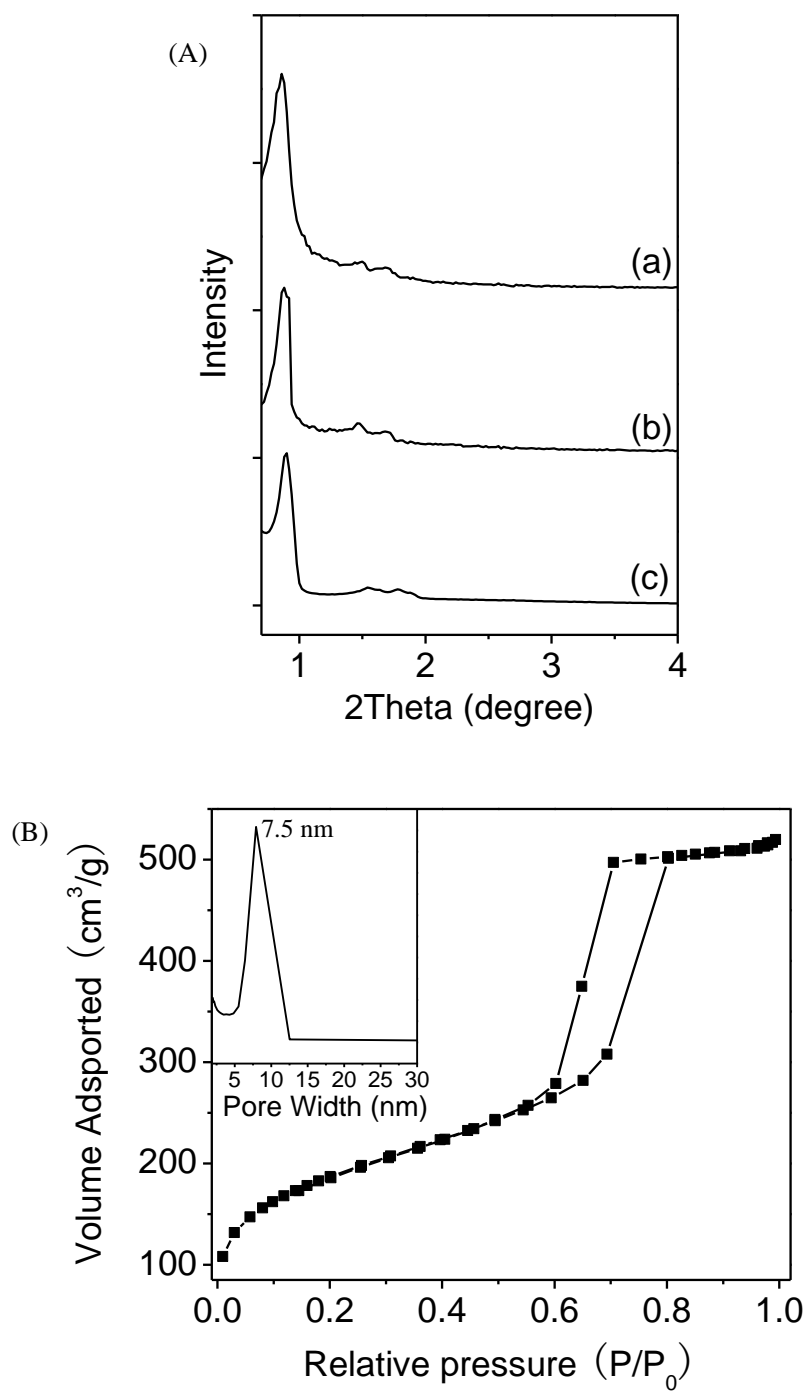 (A)
Intensity
(a)
(b)
(c)
1 2 3 4
2Theta (degree)
(B)
Volume Adsported (cm³/g)
500
400
300
200
100
7.5 nm
5 10 15 20 25 30
Pore Width (nm)
0.0 0.2 0.4 0.6 0.8 1.0
Relative pressure (P/P₀)